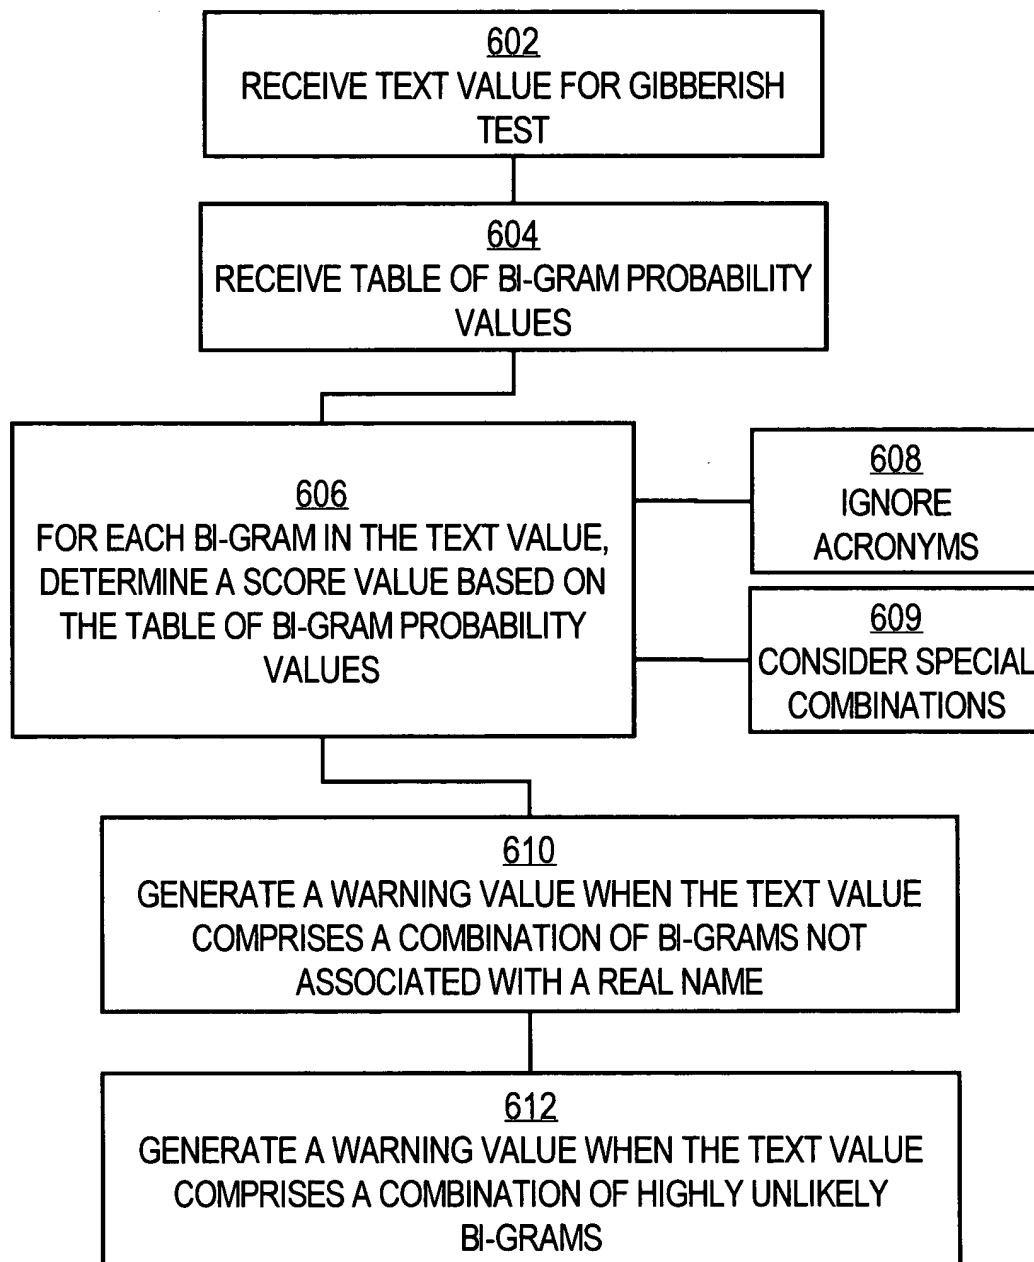 602
RECEIVE TEXT VALUE FOR GIBBERISH
TEST
604
RECEIVE TABLE OF BI-GRAM PROBABILITY
VALUES
606
FOR EACH BI-GRAM IN THE TEXT VALUE,
DETERMINE A SCORE VALUE BASED ON
THE TABLE OF BI-GRAM PROBABILITY
VALUES
608
IGNORE
ACRONYMS
609
CONSIDER SPECIAL
COMBINATIONS
610
GENERATE A WARNING VALUE WHEN THE TEXT VALUE
COMPRISES A COMBINATION OF BI-GRAMS NOT
ASSOCIATED WITH A REAL NAME
612
GENERATE A WARNING VALUE WHEN THE TEXT VALUE
COMPRISES A COMBINATION OF HIGHLY UNLIKELY
BI-GRAMS